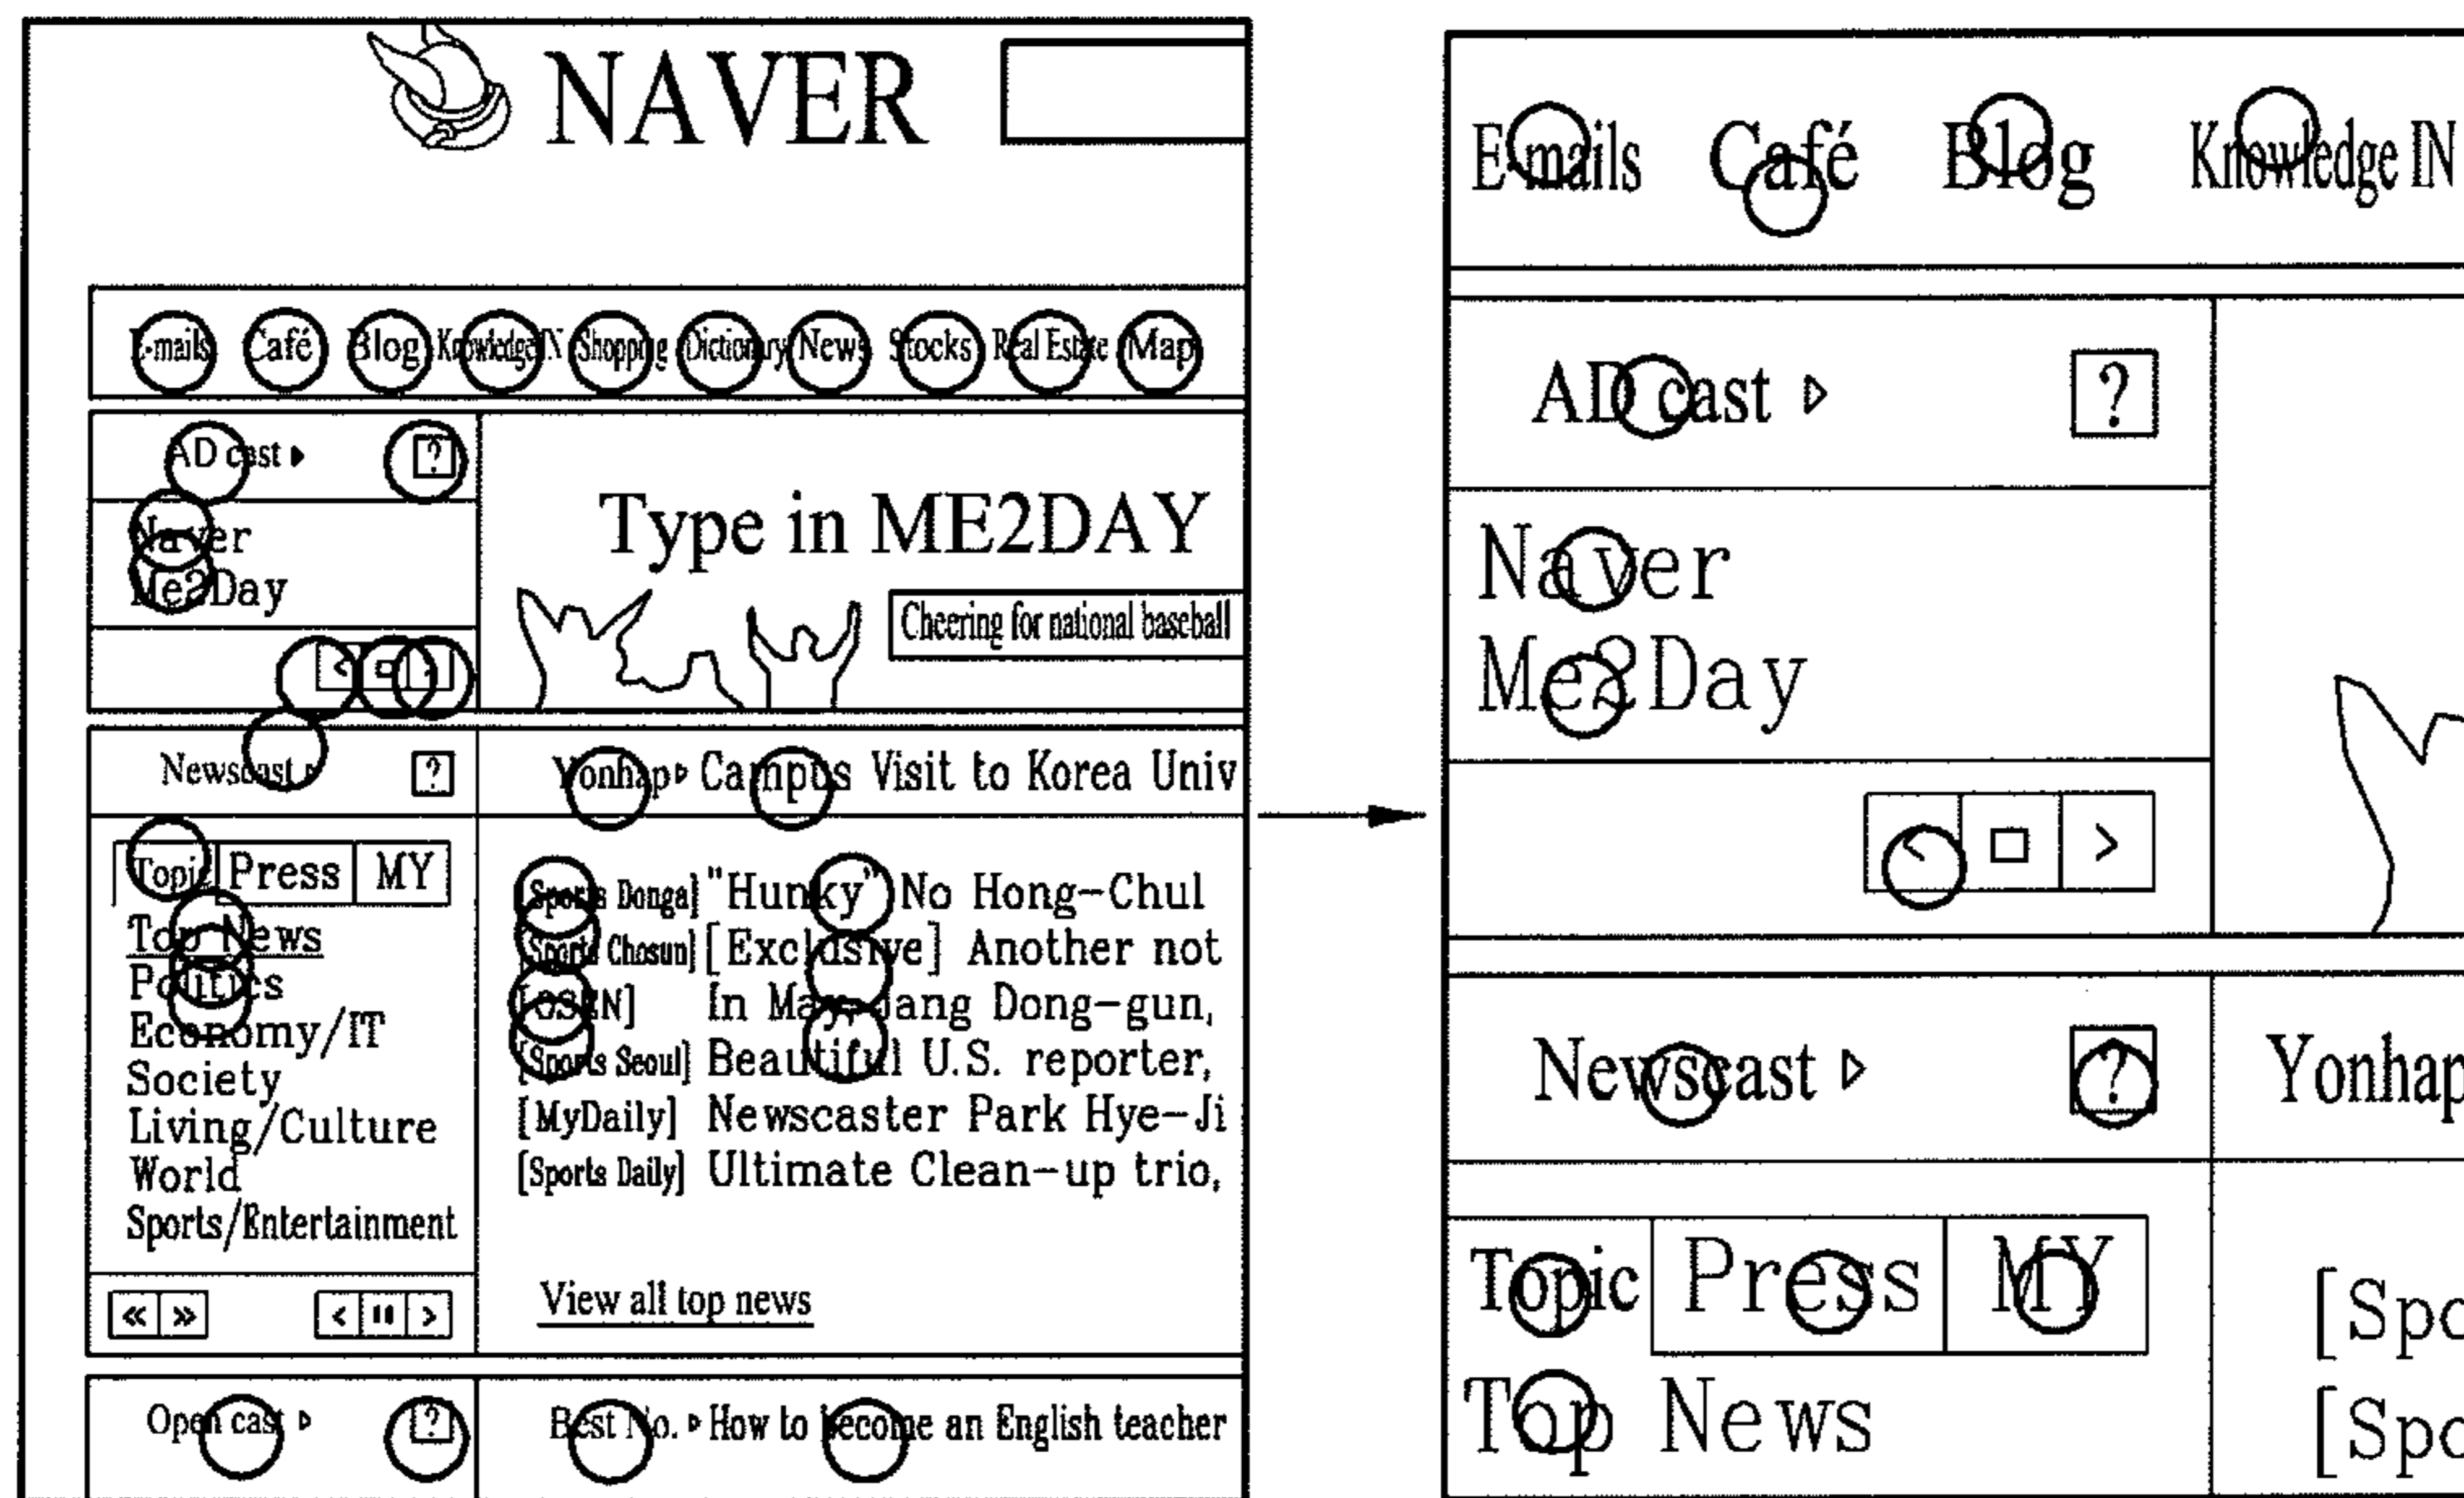 NAVER
E-mails Café Blog Knowledge IN Shopping Dictionary News Stocks Real Estate Map
AD cast ▸ ?
Naver
Me2Day
< □ >
Type in ME2DAY
Cheering for national baseball
Newscast ▹ ?
Yonhap ▹ Campus Visit to Korea Univ
Topic Press MY
Top News
Politics
Economy/IT
Society
Living/Culture
World
Sports/Entertainment
« » < ıı >
[Sports Donga] "Hunky" No Hong-Chul
[Sports Chosun] [Exclusive] Another not
[OSEN] In May, Jang Dong-gun,
[Sports Seoul] Beautiful U.S. reporter,
[MyDaily] Newscaster Park Hye-Ji
[Sports Daily] Ultimate Clean-up trio,
View all top news
Open cast ▹ ?
Best No. ▹ How to become an English teacher
E-mails Café Blog Knowledge IN
AD cast ▹ ?
Naver
Me2Day
< □ >
Newscast ▹ ?
Yonhap
Topic Press MY
Top News
[Spo
[Spo